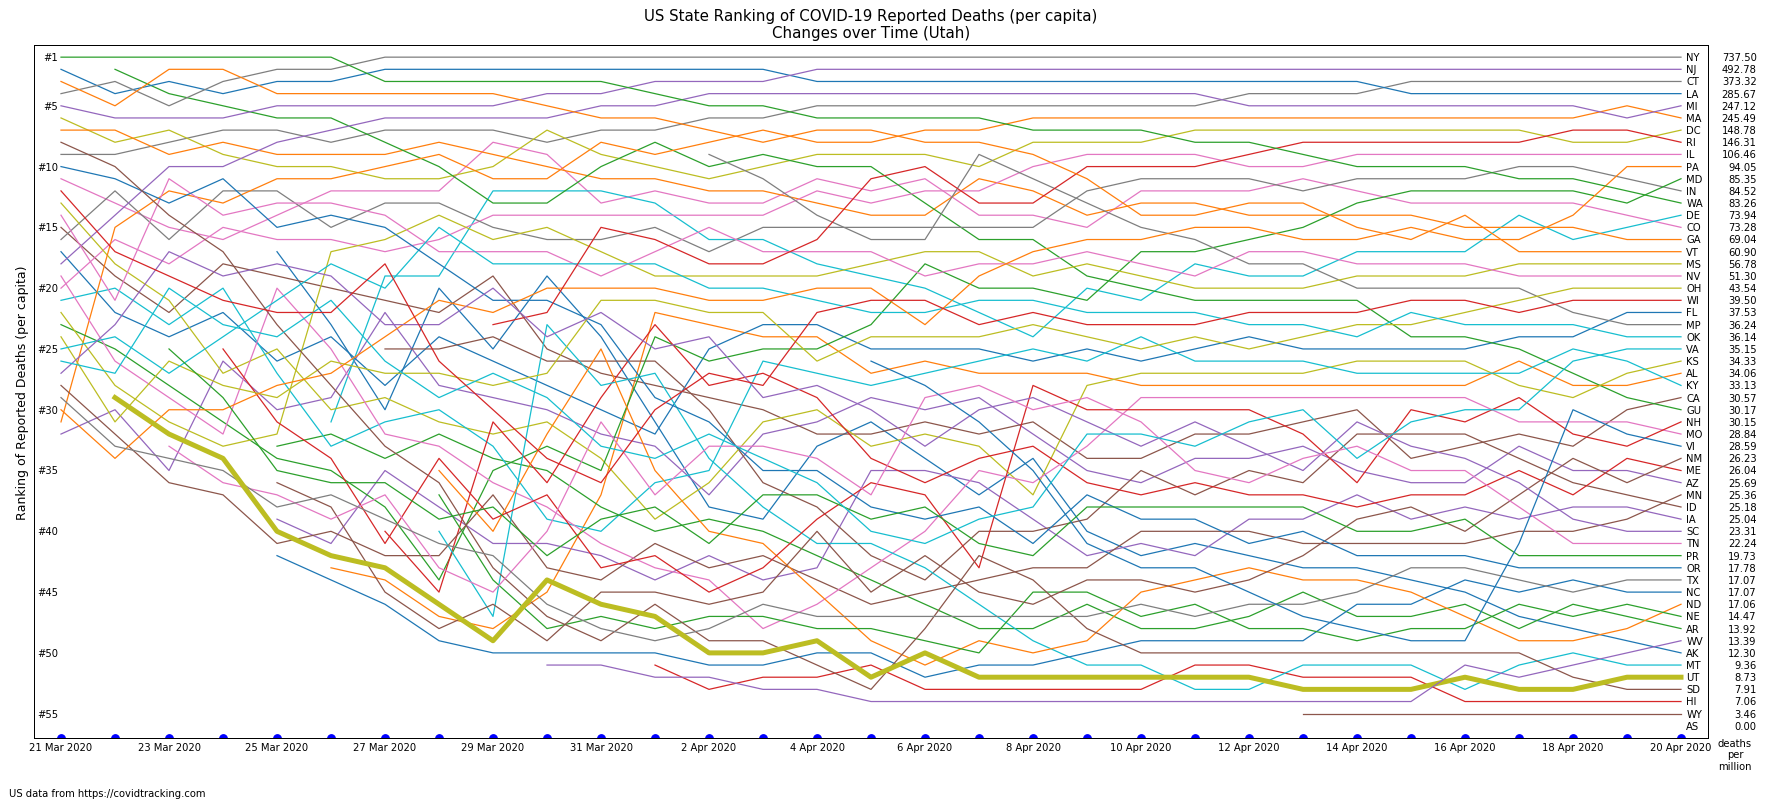 US State Ranking of COVID-19 Reported Deaths (per capita)
Changes over Time (Utah)
Ranking of Reported Deaths (per capita)
#1
#5
#10
#15
#20
#25
#30
#35
#40
#45
#50
#55
NY 737.50
NJ 492.78
CT 373.32
LA 285.67
MI 247.12
MA 245.49
DC 148.78
RI 146.31
IL 106.46
PA 94.05
MD 85.35
IN 84.52
WA 83.26
DE 73.94
CO 73.28
GA 69.04
VT 60.90
MS 56.78
NV 51.30
OH 43.54
WI 39.50
FL 37.53
MP 36.24
OK 36.14
VA 35.15
KS 34.33
AL 34.06
KY 33.13
CA 30.57
GU 30.17
NH 30.15
MO 28.84
VI 28.59
NM 26.23
ME 26.04
AZ 25.69
MN 25.36
ID 25.18
IA 25.04
SC 23.31
TN 22.24
PR 19.73
OR 17.78
TX 17.07
NC 17.07
ND 17.06
NE 14.47
AR 13.92
WV 13.39
AK 12.30
MT 9.36
UT 8.73
SD 7.91
HI 7.06
WY 3.46
AS 0.00
21 Mar 2020 23 Mar 2020 25 Mar 2020 27 Mar 2020 29 Mar 2020 31 Mar 2020 2 Apr 2020 4 Apr 2020 6 Apr 2020 8 Apr 2020 10 Apr 2020 12 Apr 2020 14 Apr 2020 16 Apr 2020 18 Apr 2020 20 Apr 2020
deaths
per
million
US data from https://covidtracking.com